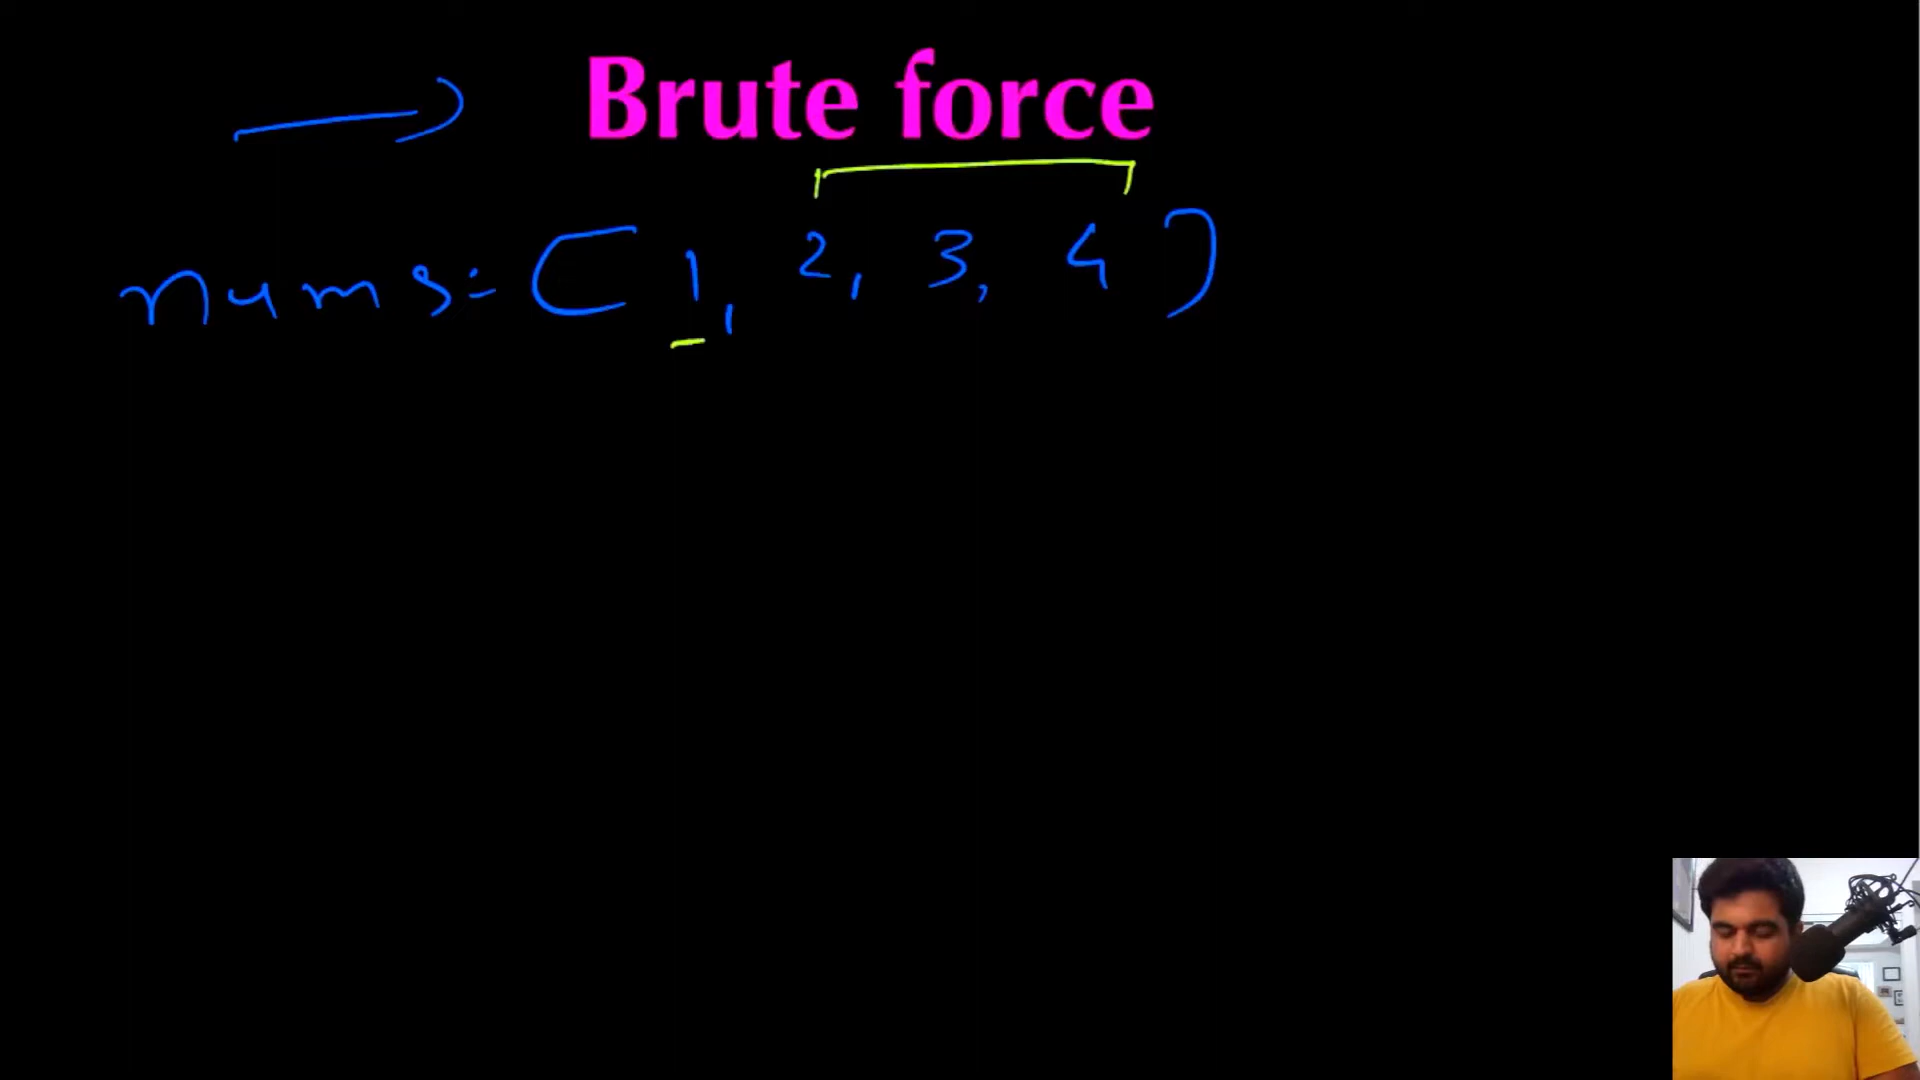 Brute force
nums= [ 1, 2, 3, 4 ]